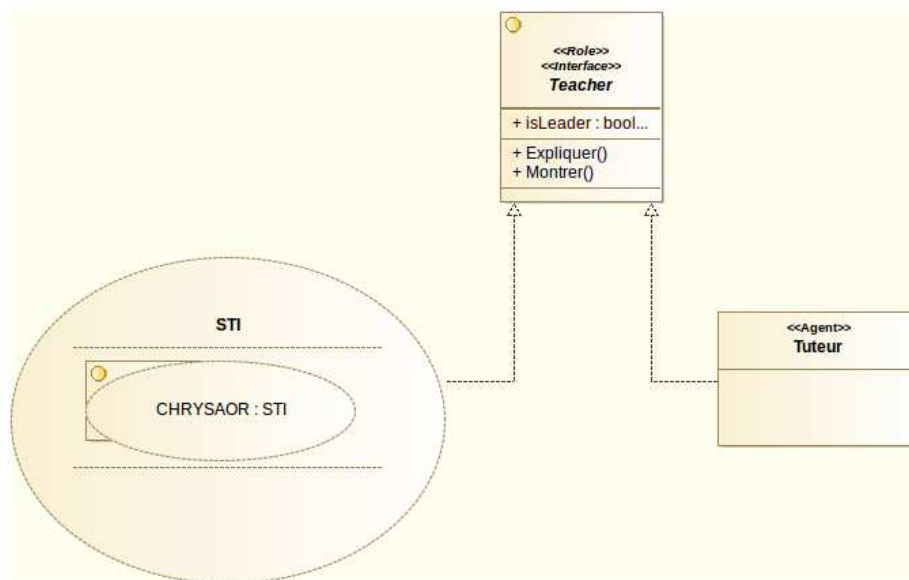 <<Role>>
<<Interface>>
Teacher
+ isLeader : bool...
+ Expliquer()
+ Montrer()
STI
CHRYSAOR : STI
<<Agent>>
Tuteur